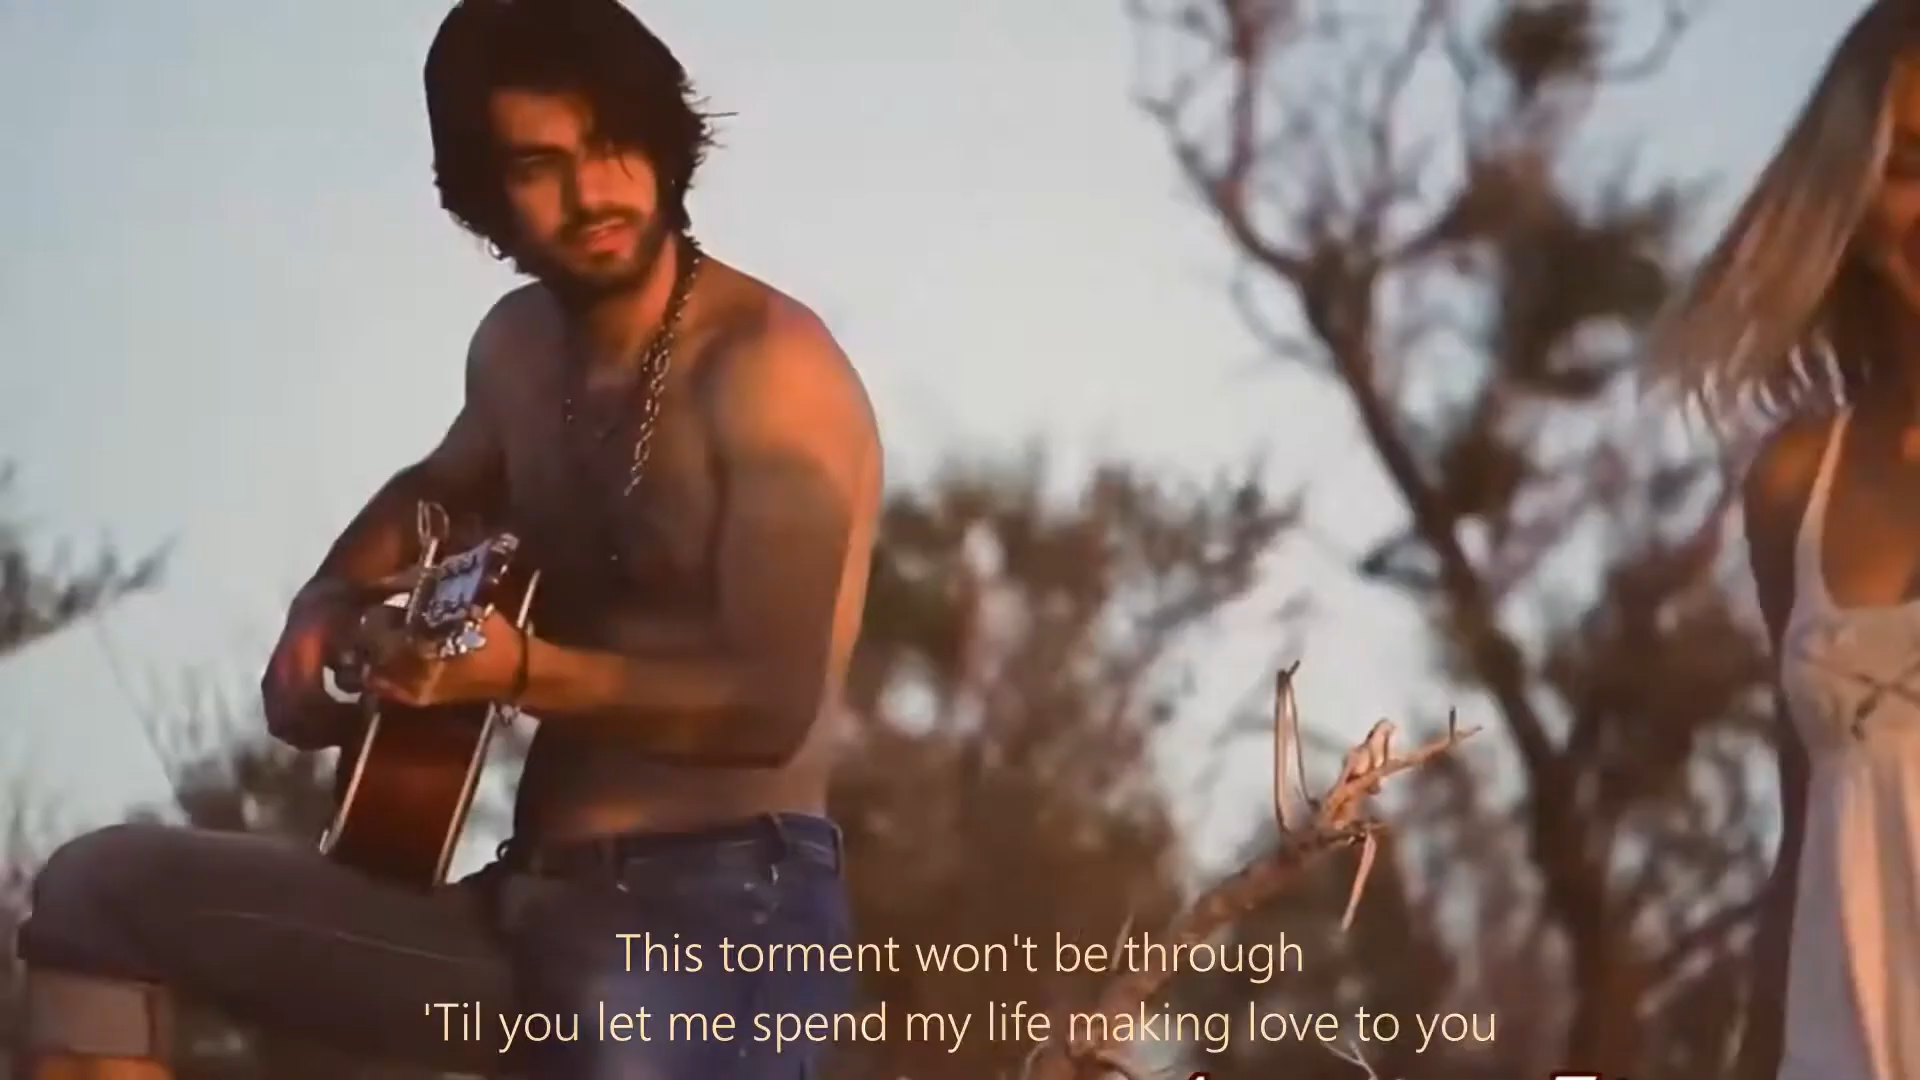 This torment won't be through
'Til you let me spend my life making love to you